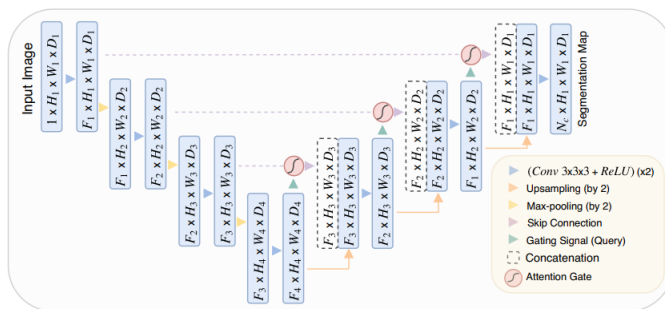 Input Image
1 x H₁ x W₁ x D₁
F₁ x H₁ x W₁ x D₁
F₁ x H₂ x W₂ x D₂
F₂ x H₂ x W₂ x D₂
F₂ x H₃ x W₃ x D₃
F₃ x H₃ x W₃ x D₃
F₃ x H₄ x W₄ x D₄
F₄ x H₄ x W₄ x D₄
F₃ x H₃ x W₃ x D₃
F₃ x H₃ x W₃ x D₃
F₂ x H₃ x W₃ x D₃
F₂ x H₂ x W₂ x D₂
F₂ x H₂ x W₂ x D₂
F₁ x H₂ x W₂ x D₂
F₁ x H₁ x W₁ x D₁
F₁ x H₁ x W₁ x D₁
N꜀ x H₁ x W₁ x D₁
Segmentation Map
(Conv 3x3x3 + ReLU) (x2)
Upsampling (by 2)
Max-pooling (by 2)
Skip Connection
Gating Signal (Query)
Concatenation
Attention Gate